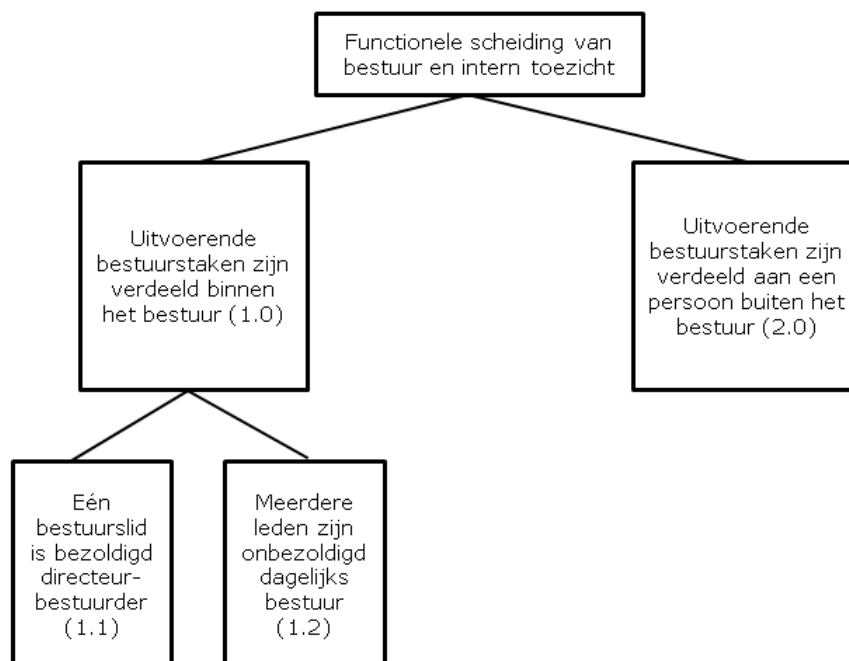 Functionele scheiding van
bestuur en intern toezicht
Uitvoerende
bestuurstaken zijn
verdeeld binnen
het bestuur (1.0)
Uitvoerende
bestuurstaken zijn
verdeeld aan een
persoon buiten het
bestuur (2.0)
Eén
bestuurslid
is bezoldigd
directeur-
bestuurder
(1.1)
Meerdere
leden zijn
onbezoldigd
dagelijks
bestuur
(1.2)